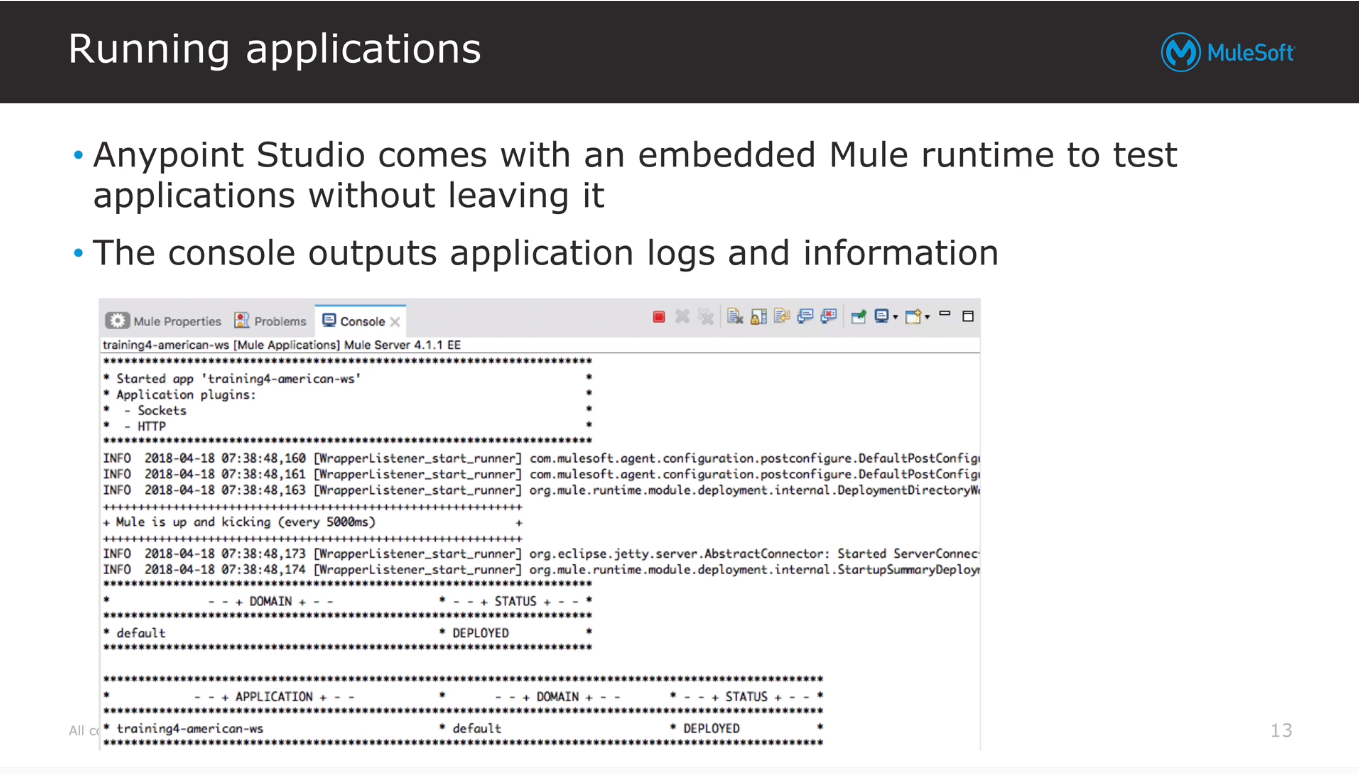 Running applications
MuleSoft
• Anypoint Studio comes with an embedded Mule runtime to test
applications without leaving it
• The console outputs application logs and information
Mule Properties Problems Console
training4-american-ws [Mule Applications] Mule Server 4.1.1 EE
**********************************************************************
* Started app 'training4-american-ws' *
* Application plugins: *
* - Sockets *
* - HTTP *
**********************************************************************
INFO 2018-04-18 07:38:48,160 [WrapperListener_start_runner] com.mulesoft.agent.configuration.postconfigure.DefaultPostConfigu
INFO 2018-04-18 07:38:48,161 [WrapperListener_start_runner] com.mulesoft.agent.configuration.postconfigure.DefaultPostConfigu
INFO 2018-04-18 07:38:48,163 [WrapperListener_start_runner] org.mule.runtime.module.deployment.internal.DeploymentDirectoryWa
++++++++++++++++++++++++++++++++++++++++++++++++++++++++++++
+ Mule is up and kicking (every 5000ms) +
++++++++++++++++++++++++++++++++++++++++++++++++++++++++++++
INFO 2018-04-18 07:38:48,173 [WrapperListener_start_runner] org.eclipse.jetty.server.AbstractConnector: Started ServerConnec
INFO 2018-04-18 07:38:48,174 [WrapperListener_start_runner] org.mule.runtime.module.deployment.internal.StartupSummaryDeploym
**********************************************************************
* - - + DOMAIN + - - * - - + STATUS + - - *
**********************************************************************
* default * DEPLOYED *
**********************************************************************
*******************************************************************************************************
* - - + APPLICATION + - - * - - + DOMAIN + - - * - - + STATUS + - - *
*******************************************************************************************************
* training4-american-ws * default * DEPLOYED *
*******************************************************************************************************
All
13